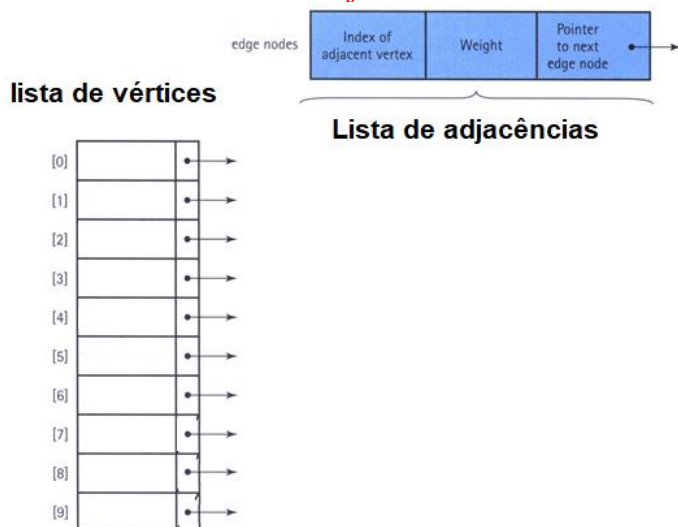 edge nodes
Index of
adjacent vertex
Weight
Pointer
to next
edge node
lista de vértices
Lista de adjacências
[0]
[1]
[2]
[3]
[4]
[5]
[6]
[7]
[8]
[9]